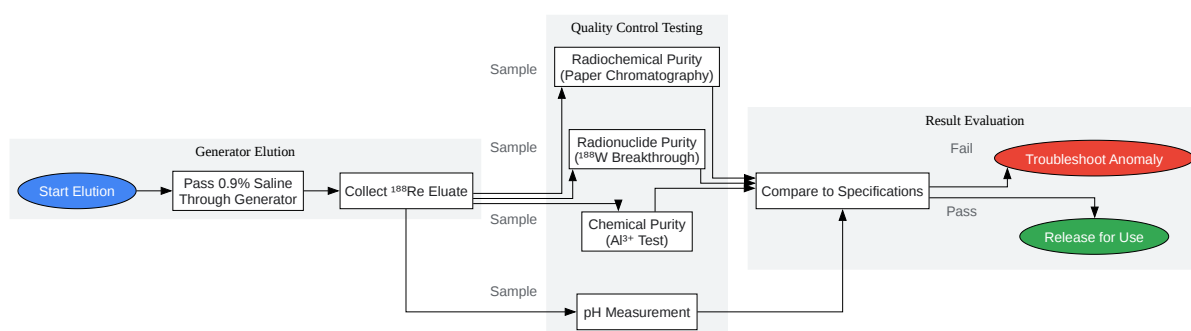 Quality Control Testing
Sample
Radiochemical Purity
(Paper Chromatography)
Result Evaluation
Generator Elution
Sample
Radionuclide Purity
(¹⁸⁸W Breakthrough)
Fail
Troubleshoot Anomaly
Start Elution
Pass 0.9% Saline
Through Generator
Collect ¹⁸⁸Re Eluate
Compare to Specifications
Sample
Chemical Purity
(Al³⁺ Test)
Pass
Release for Use
Sample
pH Measurement